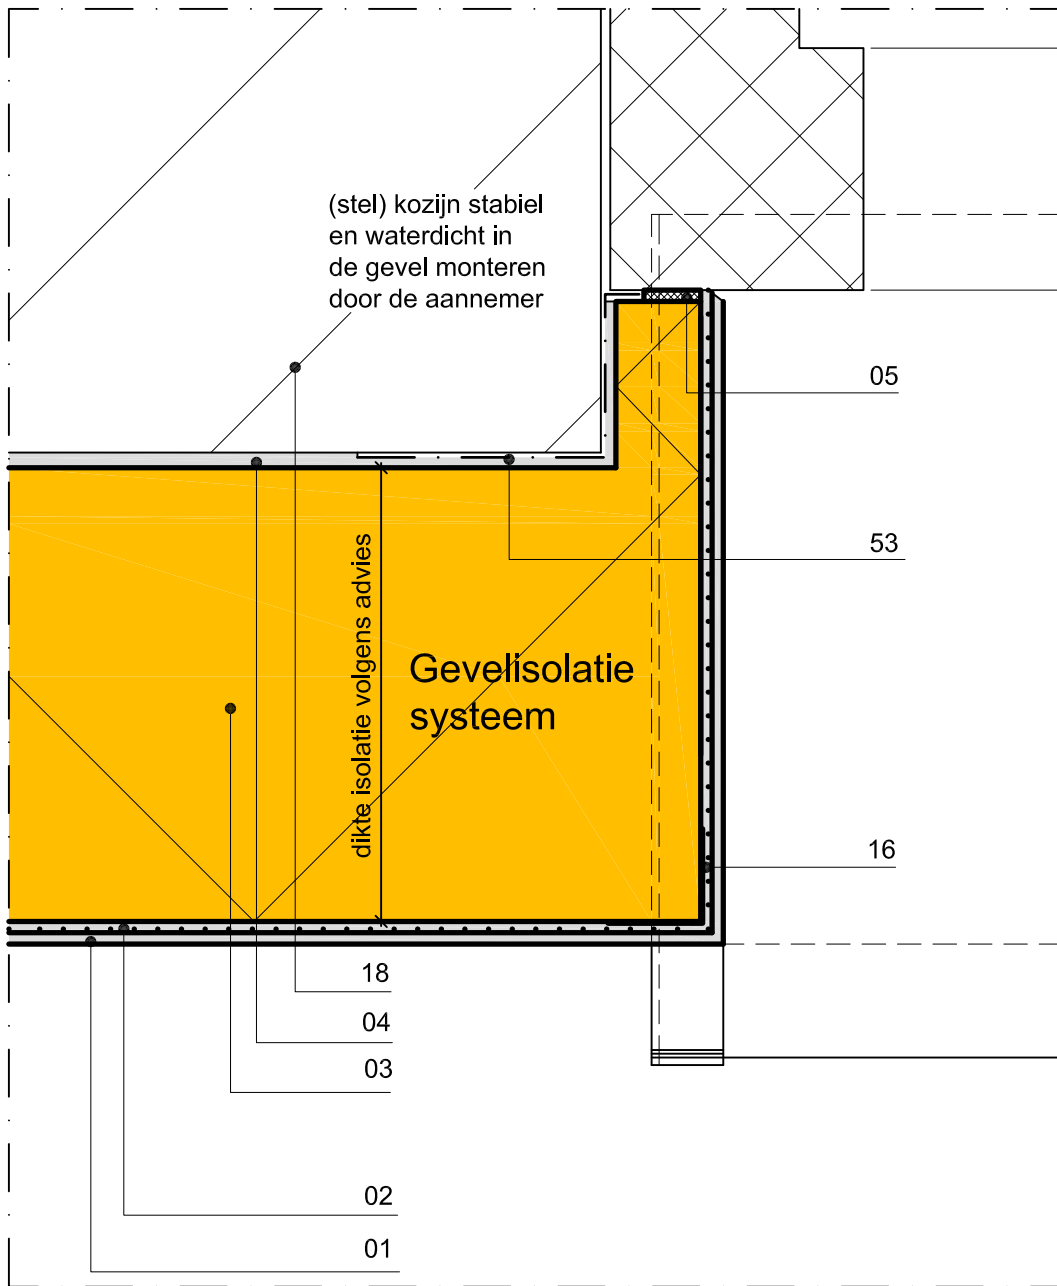 (stel) kozijn stabiel
en waterdicht in
de gevel monteren
door de aannemer
05
53
dikte isolatie volgens advies
Gevelisolatie
systeem
16
18
04
03
02
01